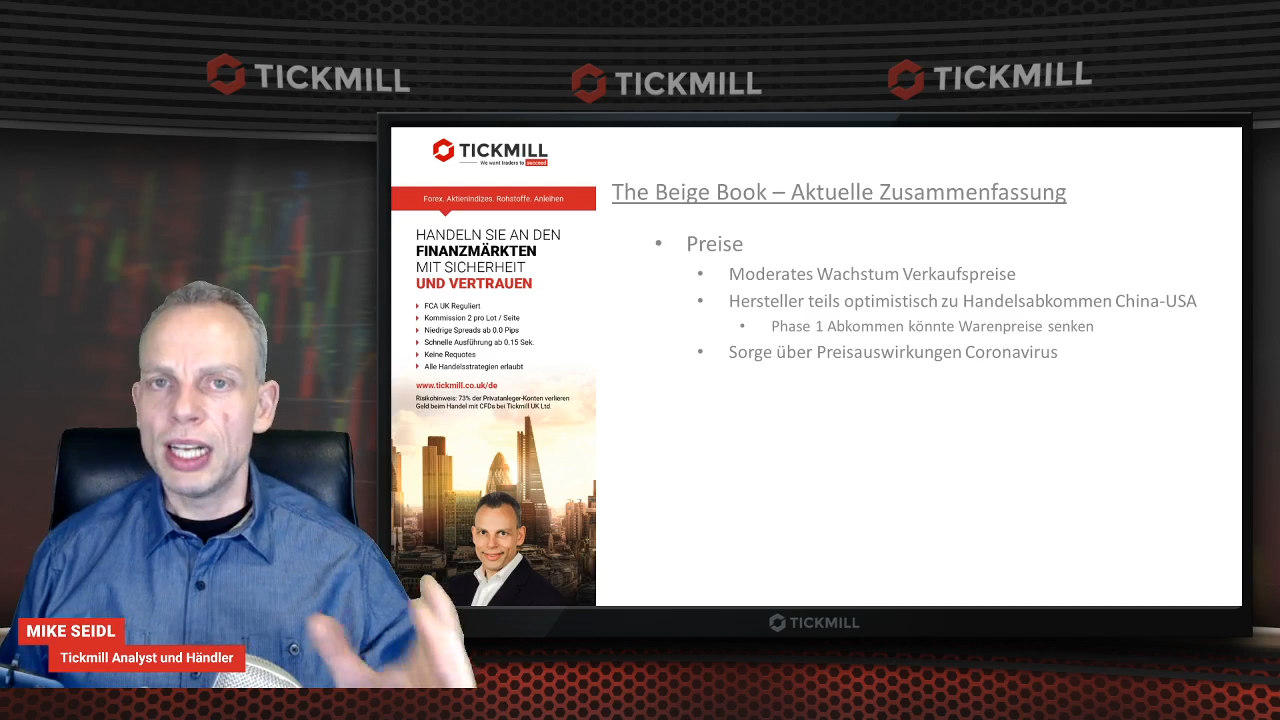 TICKMILL
TICKMILL
TICKMILL
TICKMILL
We want traders to succeed
Forex. Aktienindizes. Rohstoffe. Anleihen
HANDELN SIE AN DEN
FINANZMÄRKTEN
MIT SICHERHEIT
UND VERTRAUEN
FCA UK Reguliert
Kommission 2 pro Lot / Seite
Niedrige Spreads ab 0.0 Pips
Schnelle Ausführung ab 0.15 Sek.
Keine Requotes
Alle Handelsstrategien erlaubt
www.tickmill.co.uk/de
Risikohinweis: 73% der Privatanleger-Konten verlieren
Geld beim Handel mit CFDs bei Tickmill UK Ltd.
The Beige Book – Aktuelle Zusammenfassung
• Preise
• Moderates Wachstum Verkaufspreise
• Hersteller teils optimistisch zu Handelsabkommen China-USA
• Phase 1 Abkommen könnte Warenpreise senken
• Sorge über Preisauswirkungen Coronavirus
TICKMILL
MIKE SEIDL
Tickmill Analyst und Händler